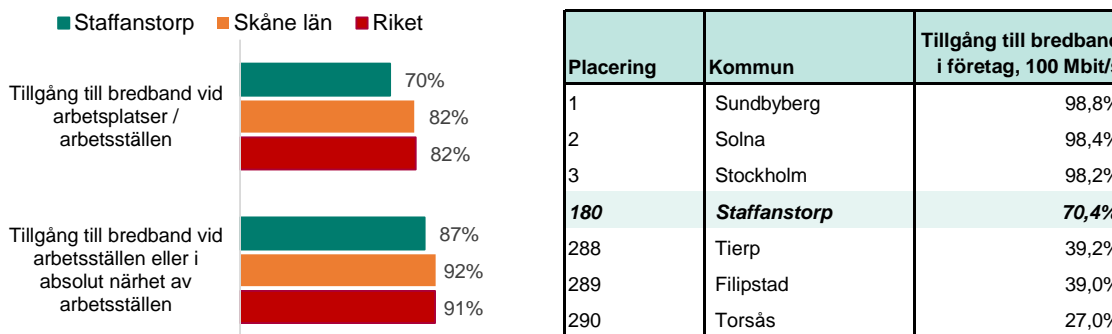 Staffanstorp Skåne län Riket
Tillgång till bredband vid
arbetsplatser /
arbetsställen
70%
82%
82%
Tillgång till bredband vid
arbetsställen eller i
absolut närhet av
arbetsställen
87%
92%
91%
Placering Kommun Tillgång till bredband
i företag, 100 Mbit/s
1 Sundbyberg 98,8%
2 Solna 98,4%
3 Stockholm 98,2%
180 Staffanstorp 70,4%
288 Tierp 39,2%
289 Filipstad 39,0%
290 Torsås 27,0%